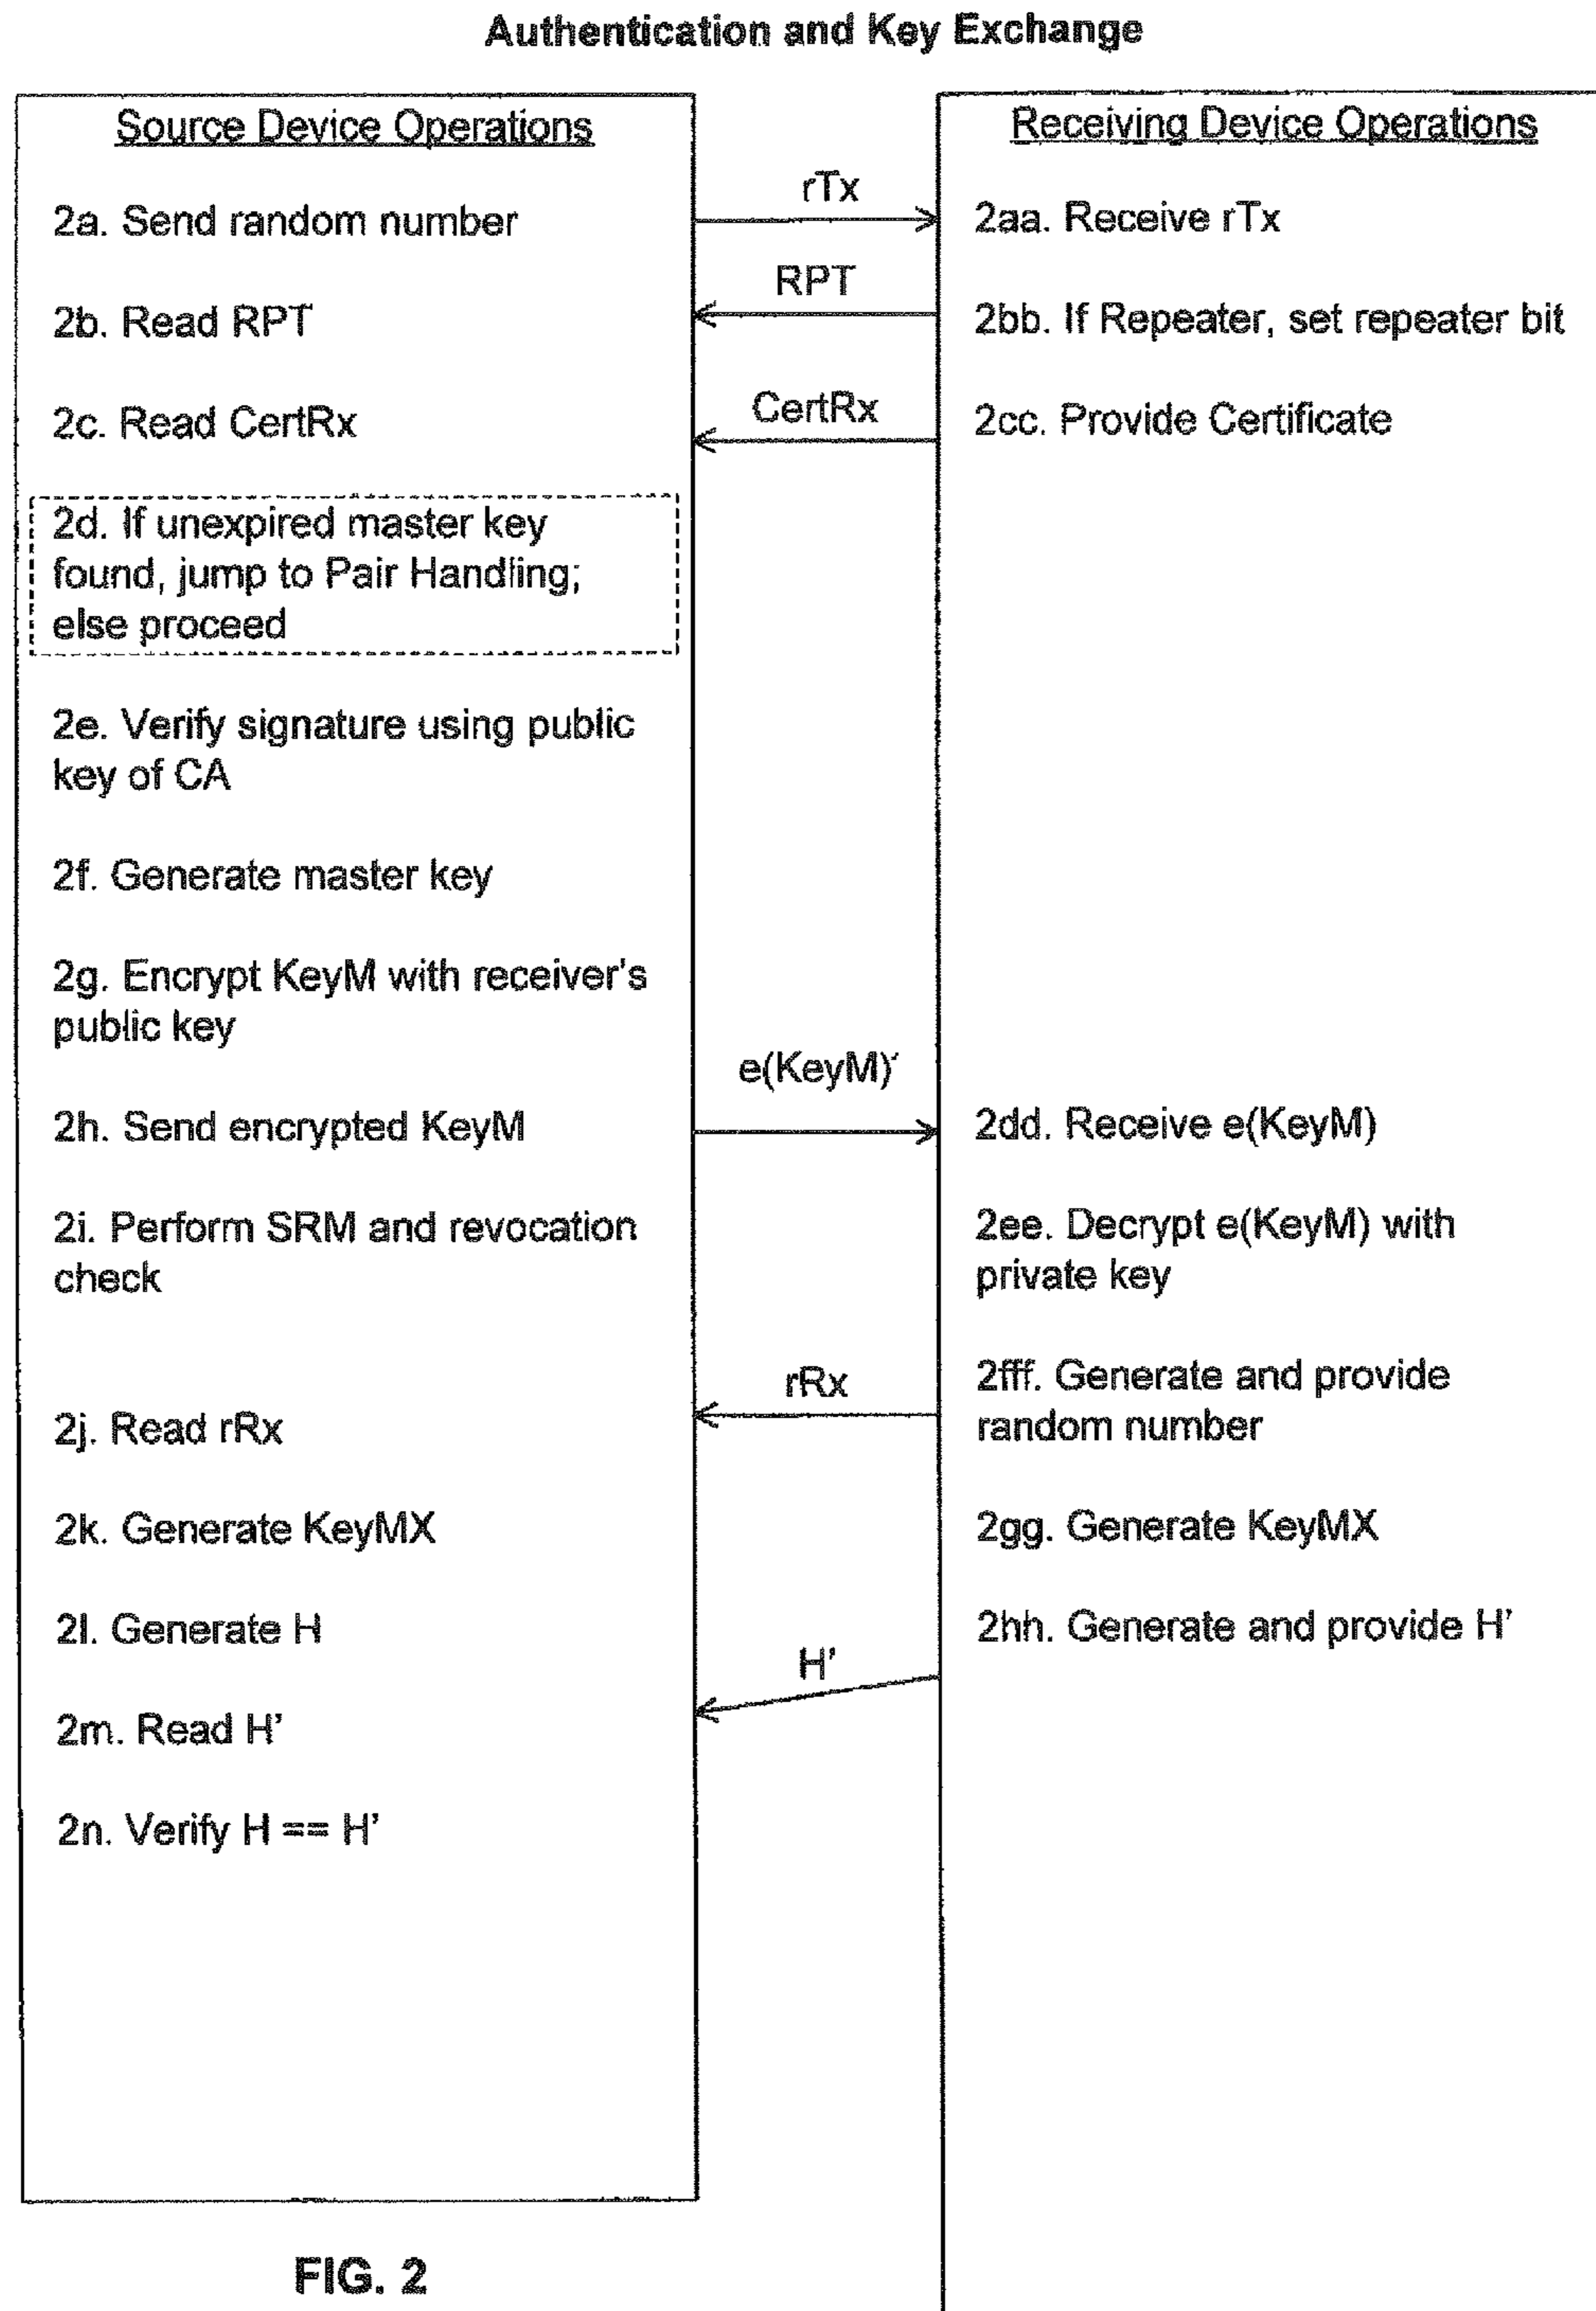 Authentication and Key Exchange
Source Device Operations
2a. Send random number
2b. Read RPT
2c. Read CertRx
2d. If unexpired master key
found, jump to Pair Handling;
else proceed
2e. Verify signature using public
key of CA
2f. Generate master key
2g. Encrypt KeyM with receiver's
public key
2h. Send encrypted KeyM
2i. Perform SRM and revocation
check
2j. Read rRx
2k. Generate KeyMX
2l. Generate H
2m. Read H'
2n. Verify H == H'
rTx
RPT
CertRx
e(KeyM)
rRx
H'
Receiving Device Operations
2aa. Receive rTx
2bb. If Repeater, set repeater bit
2cc. Provide Certificate
2dd. Receive e(KeyM)
2ee. Decrypt e(KeyM) with
private key
2fff. Generate and provide
random number
2gg. Generate KeyMX
2hh. Generate and provide H'
FIG. 2